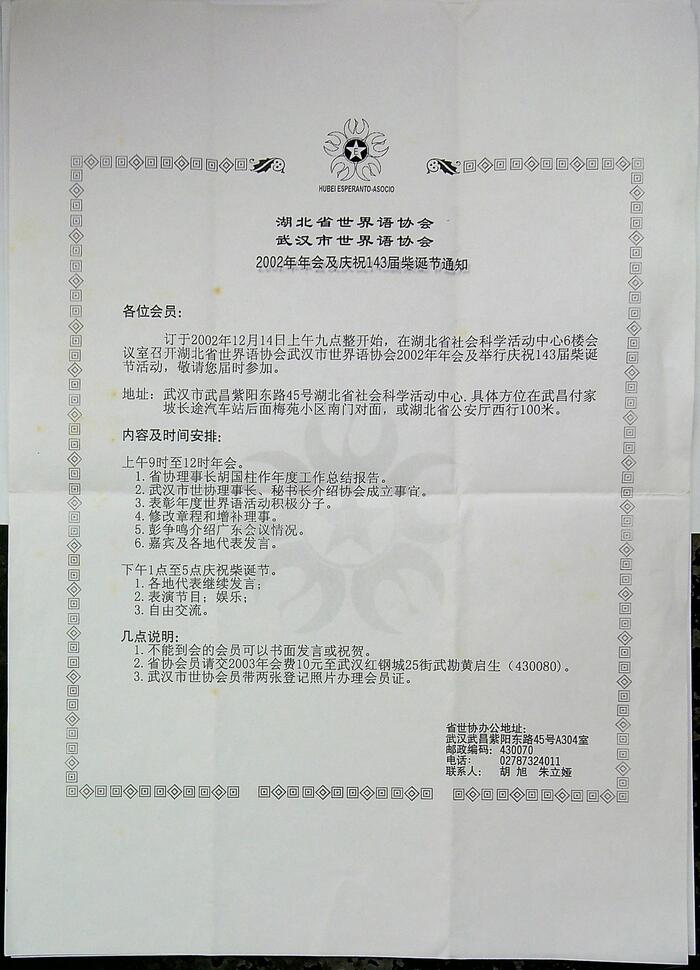 E
HUBEI ESPERANTO-ASOCIO
湖北省世界语协会
武汉市世界语协会
2002年年会及庆祝143届柴诞节通知
各位会员：
订于2002年12月14日上午九点整开始，在湖北省社会科学活动中心6楼会
议室召开湖北省世界语协会武汉市世界语协会2002年年会及举行庆祝143届柴诞
节活动，敬请您届时参加。
地址：武汉市武昌紫阳东路45号湖北省社会科学活动中心.具体方位在武昌付家
坡长途汽车站后面梅苑小区南门对面，或湖北省公安厅西行100米。
内容及时间安排：
上午9时至12时年会。
1.省协理事长胡国柱作年度工作总结报告。
2.武汉市世协理事长、秘书长介绍协会成立事宜。
3.表彰年度世界语活动积极分子。
4.修改章程和增补理事。
5.彭争鸣介绍广东会议情况。
6.嘉宾及各地代表发言。
下午1点至5点庆祝柴诞节。
1.各地代表继续发言；
2.表演节目；娱乐；
3.自由交流。
几点说明：
1.不能到会的会员可以书面发言或祝贺。
2.省协会员请交2003年会费10元至武汉红钢城25街武勘黄启生（430080）。
3.武汉市世协会员带两张登记照片办理会员证。
省世协办公地址：
武汉武昌紫阳东路45号A304室
邮政编码：430070
电话：02787324011
联系人：胡旭 朱立娅